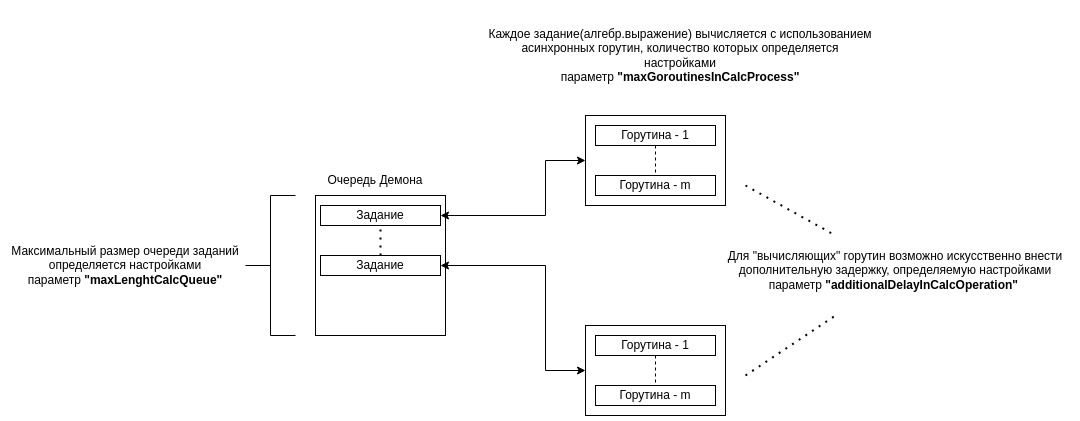 Каждое задание(алгебр.выражение) вычисляется с использованием
асинхронных горутин, количество которых определяется
настройками
параметр "maxGoroutinesInCalcProcess"
Горутина - 1
Горутина - m
Очередь Демона
Задание
Задание
Максимальный размер очереди заданий
определяется настройками
параметр "maxLenghtCalcQueue"
Для "вычисляющих" горутин возможно искусственно внести
дополнительную задержку, определяемую настройками
параметр "additionalDelayInCalcOperation"
Горутина - 1
Горутина - m